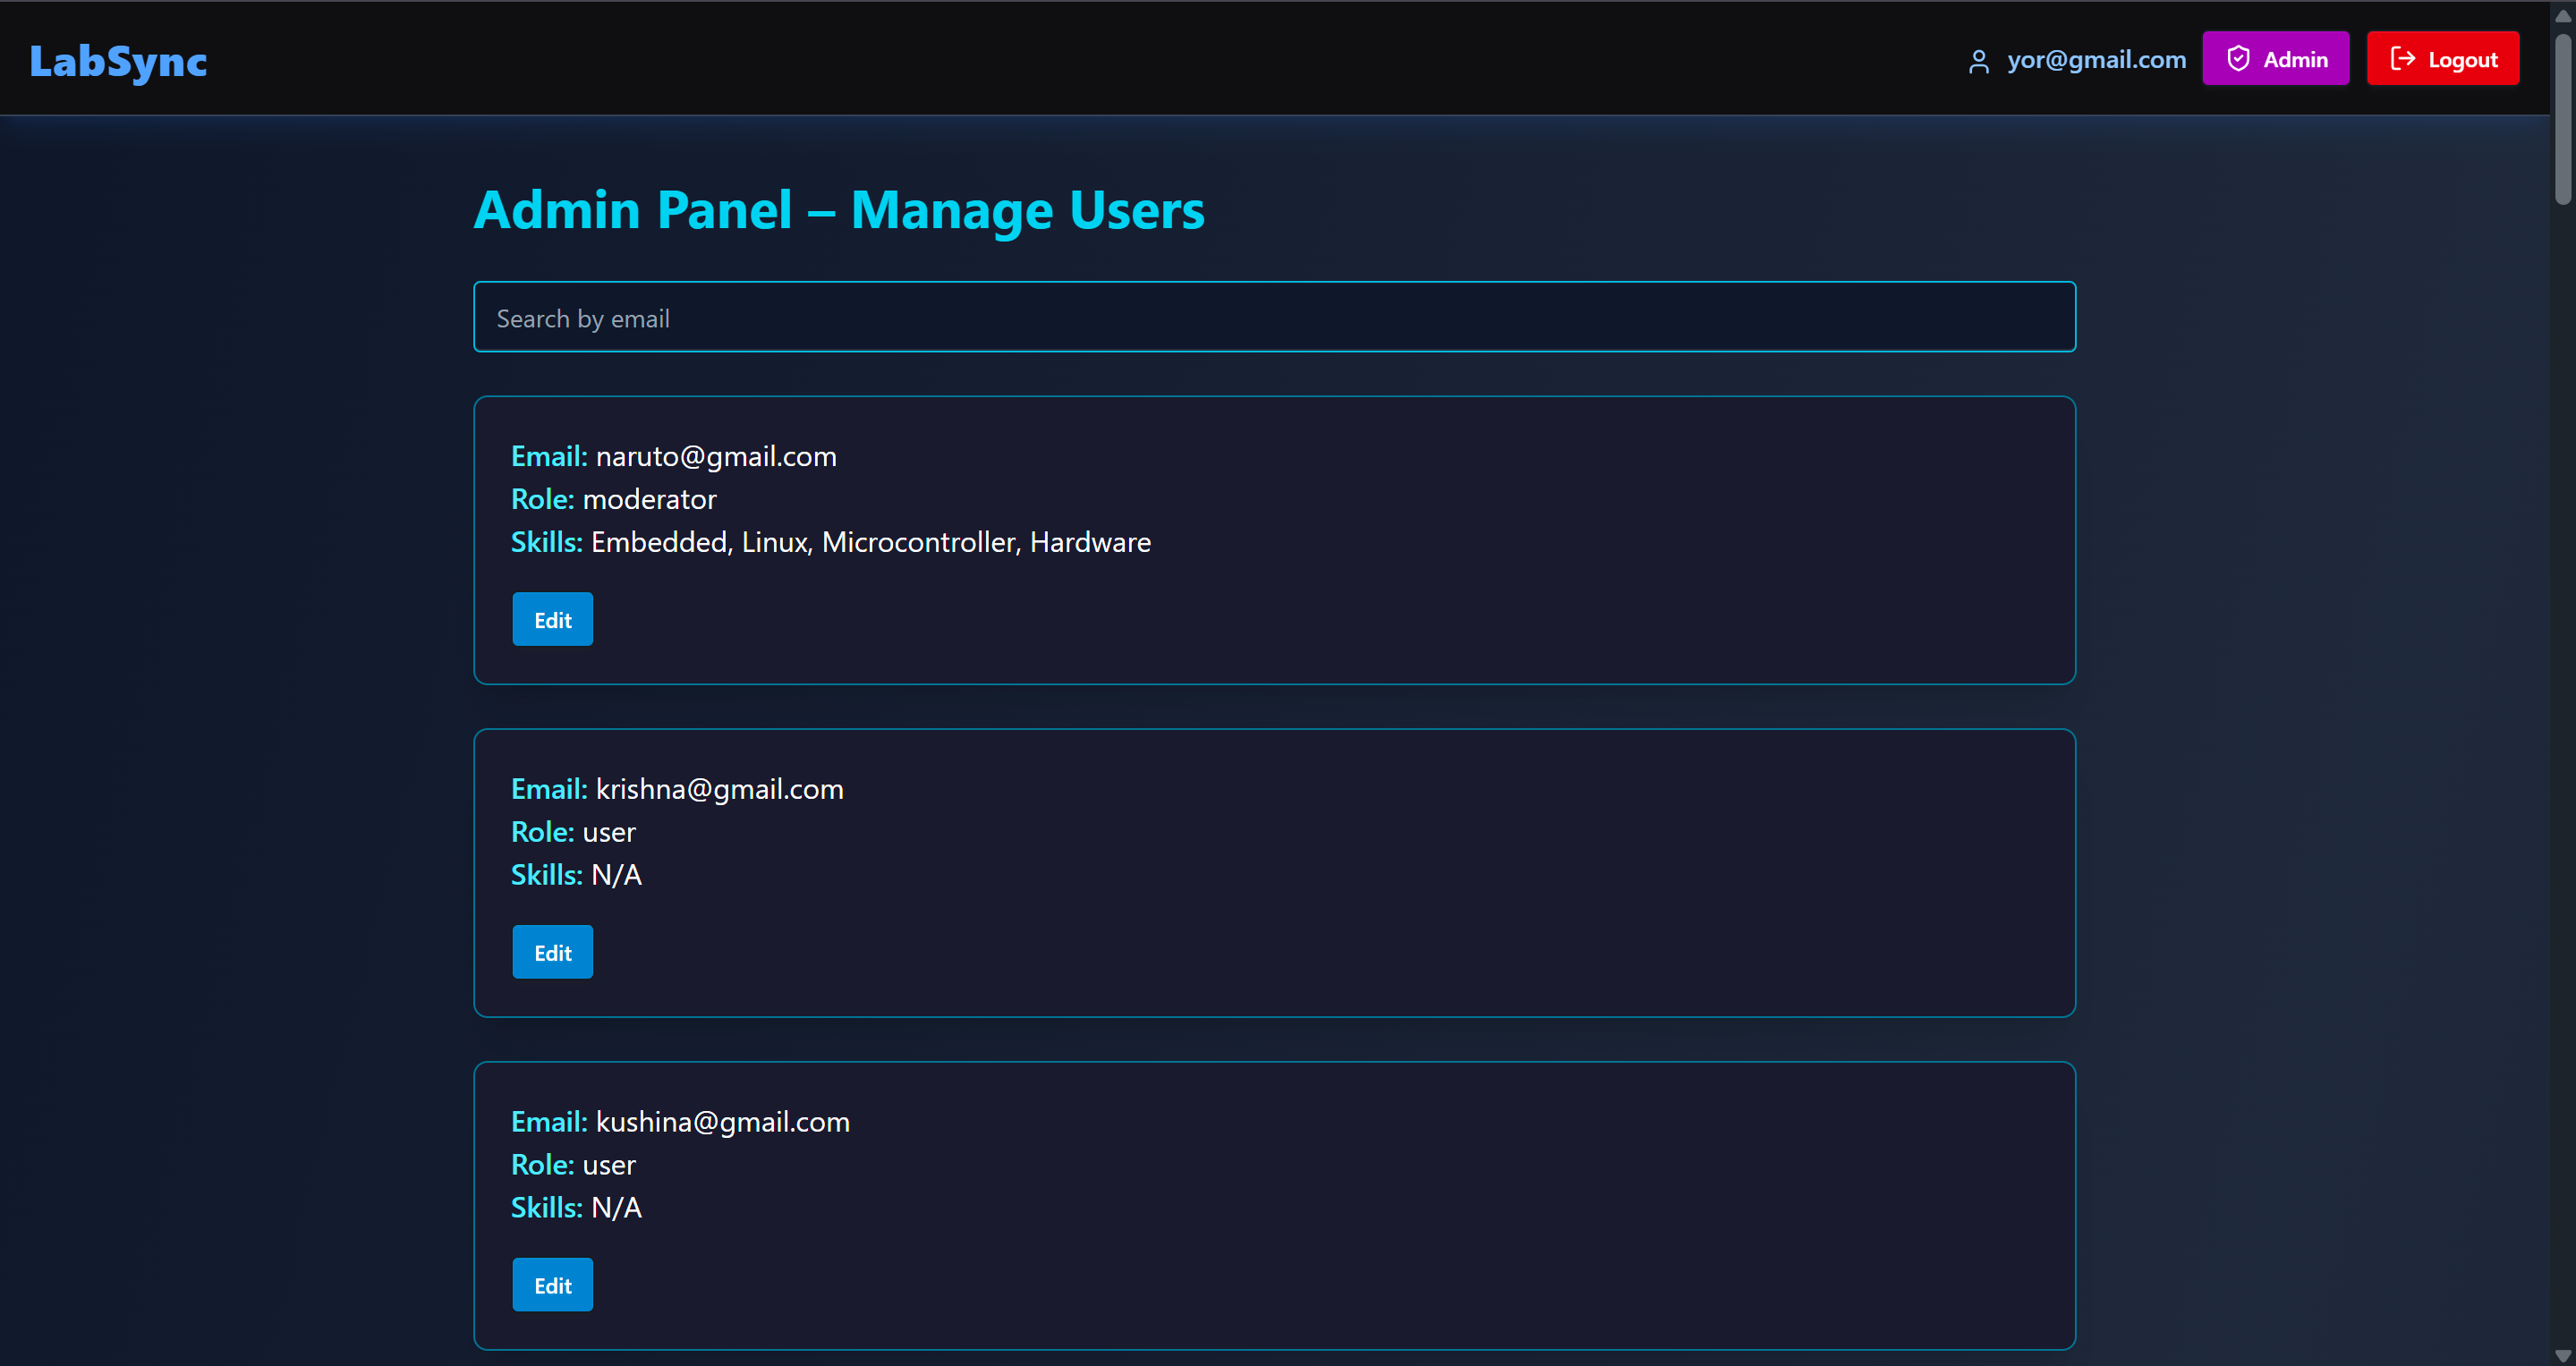 LabSync
yor@gmail.com
Admin
Logout
Admin Panel – Manage Users
Search by email
Email: naruto@gmail.com
Role: moderator
Skills: Embedded, Linux, Microcontroller, Hardware
Edit
Email: krishna@gmail.com
Role: user
Skills: N/A
Edit
Email: kushina@gmail.com
Role: user
Skills: N/A
Edit